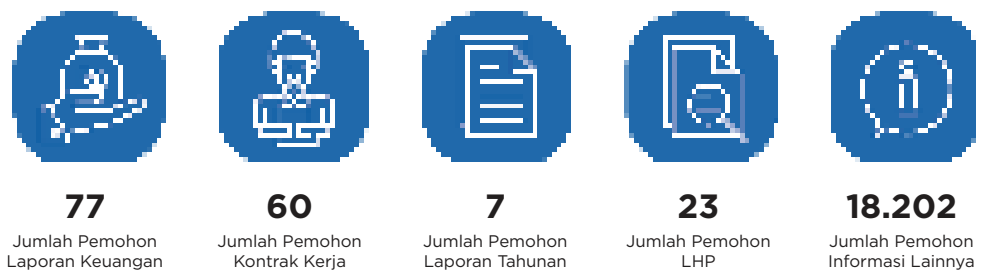 77
Jumlah Pemohon
Laporan Keuangan
60
Jumlah Pemohon
Kontrak Kerja
7
Jumlah Pemohon
Laporan Tahunan
23
Jumlah Pemohon
LHP
18.202
Jumlah Pemohon
Informasi Lainnya